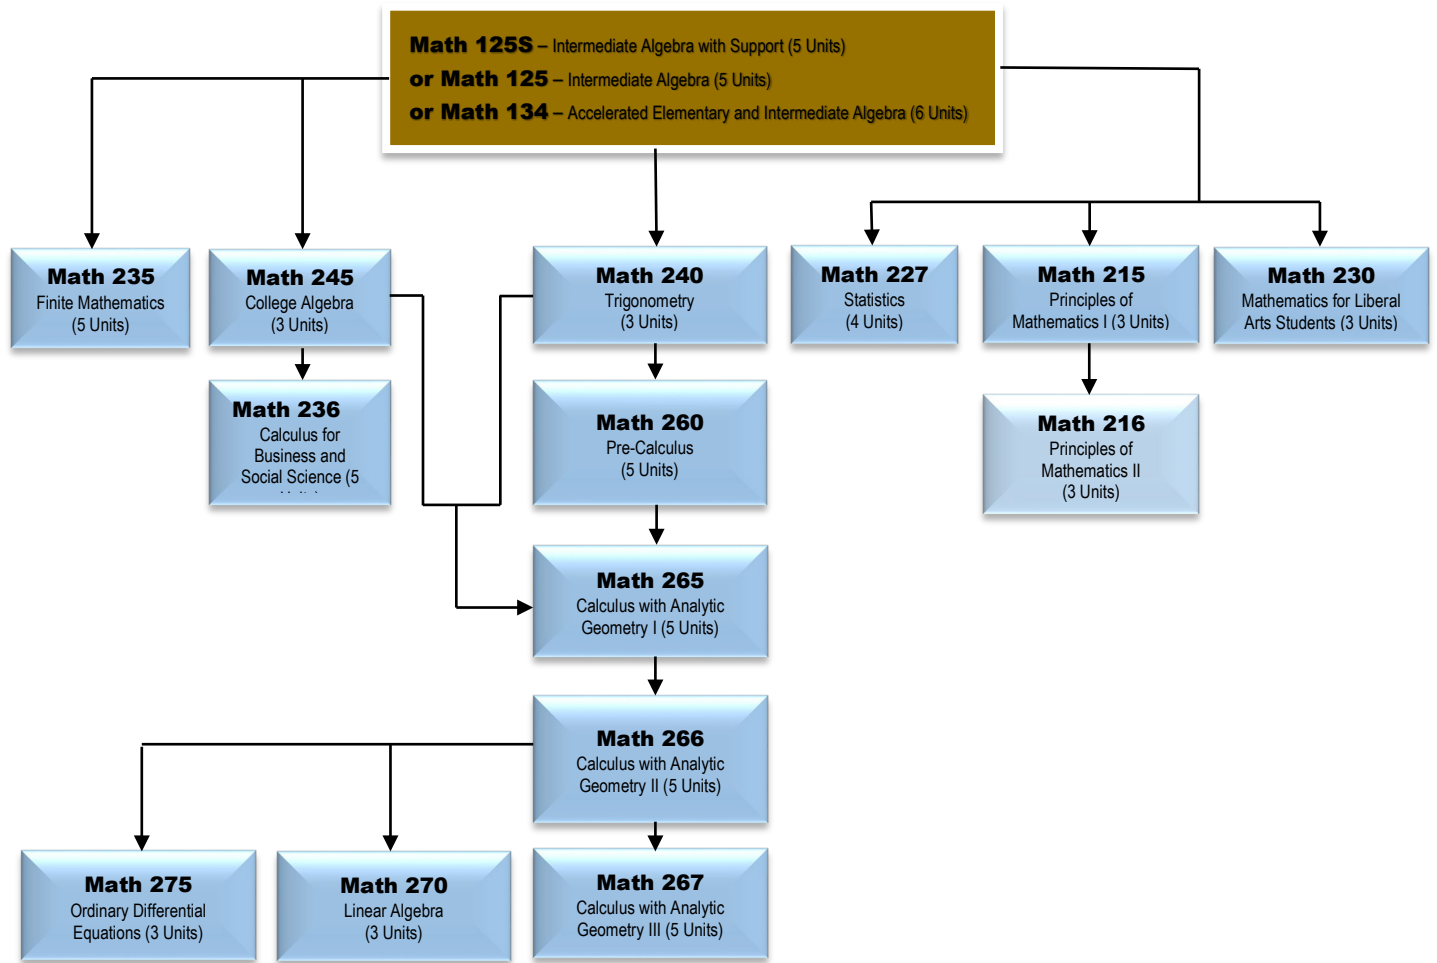 Math 125S – Intermediate Algebra with Support (5 Units)
or Math 125 – Intermediate Algebra (5 Units)
or Math 134 – Accelerated Elementary and Intermediate Algebra (6 Units)
Math 235
Finite Mathematics
(5 Units)
Math 245
College Algebra
(3 Units)
Math 240
Trigonometry
(3 Units)
Math 227
Statistics
(4 Units)
Math 215
Principles of
Mathematics I (3 Units)
Math 230
Mathematics for Liberal
Arts Students (3 Units)
Math 236
Calculus for
Business and
Social Science (5
Math 260
Pre-Calculus
(5 Units)
Math 216
Principles of
Mathematics II
(3 Units)
Math 265
Calculus with Analytic
Geometry I (5 Units)
Math 266
Calculus with Analytic
Geometry II (5 Units)
Math 275
Ordinary Differential
Equations (3 Units)
Math 270
Linear Algebra
(3 Units)
Math 267
Calculus with Analytic
Geometry III (5 Units)